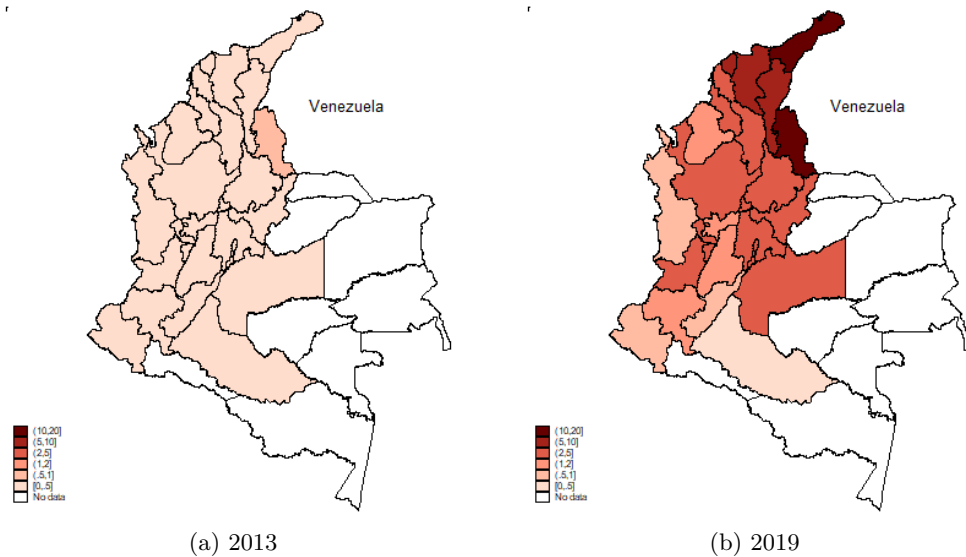 r
Venezuela
(10,20]
(5,10]
(2,5]
(1,2]
(.5,1]
[0,.5]
No data
(a) 2013
r
Venezuela
(10,20]
(5,10]
(2,5]
(1,2]
(.5,1]
[0,.5]
No data
(b) 2019